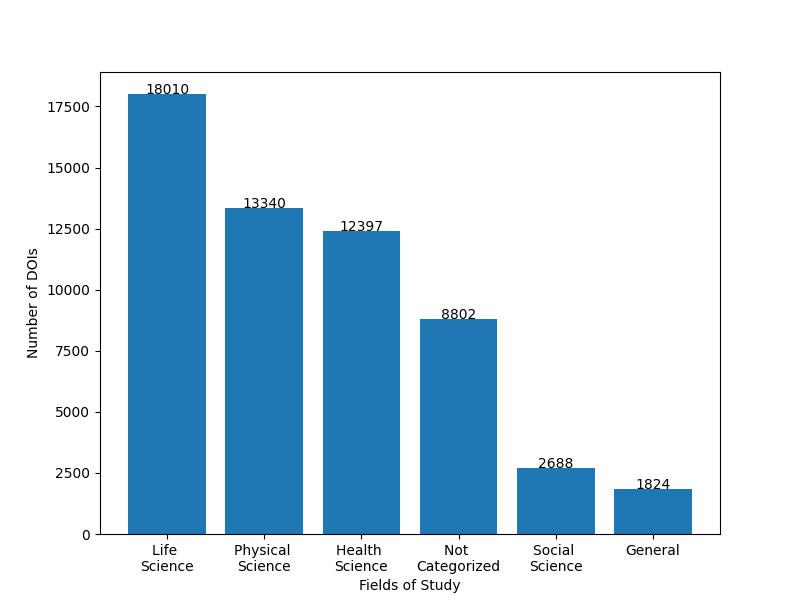 18010
17500
15000
13340
12500
12397
10000
8802
7500
5000
2688
2500
1824
0
Number of DOIs
Life
Science
Physical
Science
Health
Science
Not
Categorized
Social
Science
General
Fields of Study